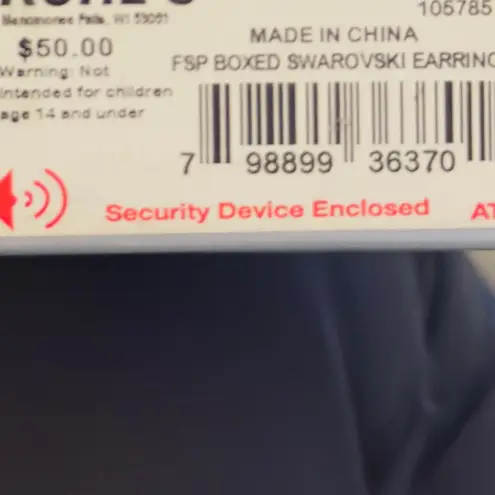 105785
Menomonee Falls, WI 53051
$50.00
MADE IN CHINA
Warning: Not
FSP BOXED SWAROVSKI EARRING
intended for children
age 14 and under
7 98899 36370
Security Device Enclosed
AT